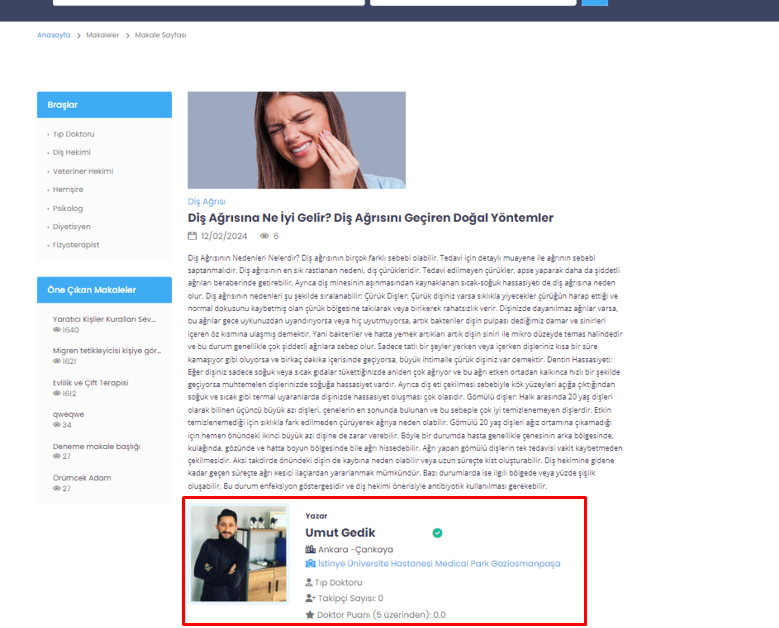 Anasayfa > Makaleler > Makale Sayfası
Braşlar
Tıp Doktoru
Diş Hekimi
Veteriner Hekimi
Hemşire
Psikolog
Diyetisyen
Fizyoterapist
Öne Çıkan Makaleler
Yaratıcı Kişiler Kuralları Sev...
1640
Migren tetikleyicisi kişiye gör...
1621
Evlilik ve Çift Terapisi
1612
qweqwe
34
Deneme makale başlığı
27
Örümcek Adam
27
Diş Ağrısı
Diş Ağrısına Ne İyi Gelir? Diş Ağrısını Geçiren Doğal Yöntemler
12/02/2024 6
Diş Ağrısının Nedenleri Nelerdir? Diş ağrısının birçok farklı sebebi olabilir. Tedavi için detaylı muayene ile ağrının sebebi
saptanmalıdır. Diş ağrısının en sık rastlanan nedeni, diş çürükleridir. Tedavi edilmeyen çürükler, apse yaparak daha da şiddetli
ağrıları beraberinde getirebilir. Ayrıca diş minesinin aşınmasından kaynaklanan sıcak-soğuk hassasiyeti de diş ağrısına neden
olur. Diş ağrısının nedenleri şu şekilde sıralanabilir: Çürük Dişler: Çürük dişiniz varsa sıklıkla yiyecekler çürüğün harap ettiği ve
normal dokusunu kaybetmiş olan çürük bölgesine takılarak veya birikerek rahatsızlık verir. Dişinizde dayanılmaz ağrılar varsa,
bu ağrılar gece uykunuzdan uyandırıyorsa veya hiç uyutmuyorsa, artık bakteriler dişin pulpası dediğimiz damar ve sinirleri
içeren öz kısmına ulaşmış demektir. Yani bakteriler ve hatta yemek artıkları artık dişin siniri ile mikro düzeyde temas halindedir
ve bu durum genellikle çok şiddetli ağrılara sebep olur. Sadece tatlı bir şeyler yerken veya içerken dişleriniz kısa bir süre
kamaşıyor gibi oluyorsa ve birkaç dakika içerisinde geçiyorsa, büyük ihtimalle çürük dişiniz var demektir. Dentin Hassasiyeti:
Eğer dişiniz sadece soğuk veya sıcak gıdalar tükettiğinizde aniden çok ağrıyor ve bu ağrı etken ortadan kalkınca hızlı bir şekilde
geçiyorsa muhtemelen dişlerinizde soğuğa hassasiyet vardır. Ayrıca diş eti çekilmesi sebebiyle kök yüzeyleri açığa çıktığından
soğuk ve sıcak gibi termal uyaranlarda dişinizde hassasiyet oluşması çok olasıdır. Gömülü dişler: Halk arasında 20 yaş dişleri
olarak bilinen üçüncü büyük azı dişleri, çenelerin en sonunda bulunan ve bu sebeple çok iyi temizlenemeyen dişlerdir. Etkin
temizlenemediği için sıklıkla fark edilmeden çürüyerek ağrıya neden olabilir. Gömülü 20 yaş dişleri ağız ortamına çıkamadığı
için hemen önündeki ikinci büyük azı dişine de zarar verebilir. Böyle bir durumda hasta genellikle çenesinin arka bölgesinde,
kulağında, gözünde ve hatta boyun bölgesinde bile ağrı hissedebilir. Ağrı yapan gömülü dişlerin tek tedavisi vakit kaybetmeden
çekilmesidir. Aksi takdirde önündeki dişin de kaybına neden olabilir veya uzun süreçte kist oluşturabilir. Diş hekimine gidene
kadar geçen süreçte ağrı kesici ilaçlardan yararlanmak mümkündür. Bazı durumlarda ise ilgili bölgede veya yüzde şişlik
oluşabilir. Bu durum enfeksiyon göstergesidir ve diş hekimi önerisiyle antibiyotik kullanılması gerekebilir.
Yazar
Umut Gedik
Ankara -Çankaya
İstinye Üniversite Hastanesi Medical Park Gaziosmanpaşa
Tıp Doktoru
Takipçi Sayısı: 0
Doktor Puanı (5 üzerinden): 0.0